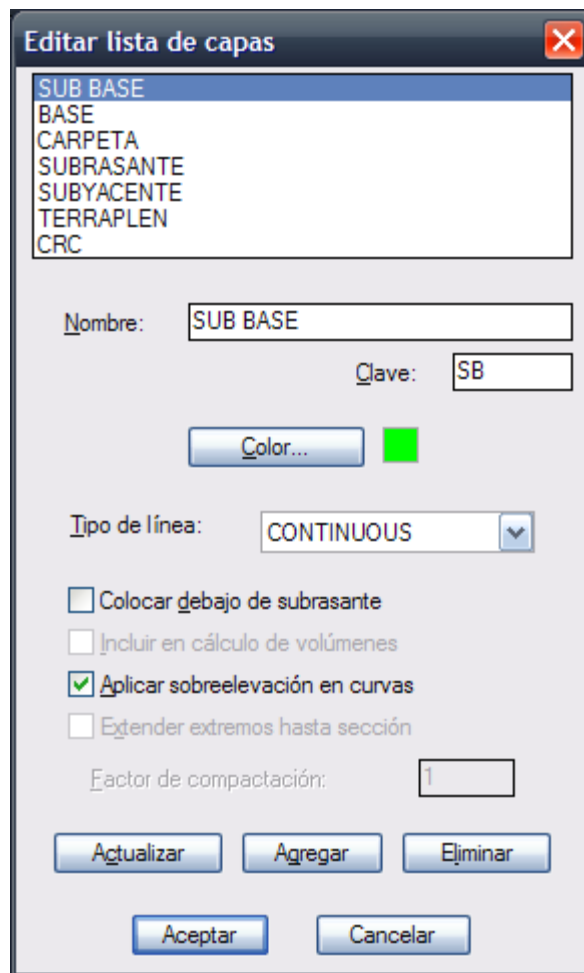 Editar lista de capas
SUB BASE
BASE
CARPETA
SUBRASANTE
SUBYACENTE
TERRAPLEN
CRC
Nombre: SUB BASE
Clave: SB
Color...
Tipo de línea: CONTINUOUS
Colocar debajo de subrasante
Incluir en cálculo de volúmenes
Aplicar sobreelevación en curvas
Extender extremos hasta sección
Factor de compactación: 1
Actualizar Agregar Eliminar
Aceptar Cancelar